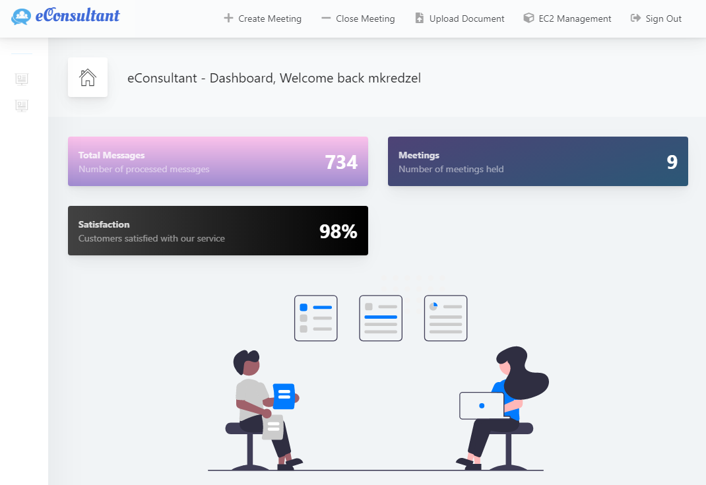 eConsultant
Create Meeting
Close Meeting
Upload Document
EC2 Management
Sign Out
eConsultant - Dashboard, Welcome back mkredzel
Total Messages
Number of processed messages
734
Meetings
Number of meetings held
9
Satisfaction
Customers satisfied with our service
98%